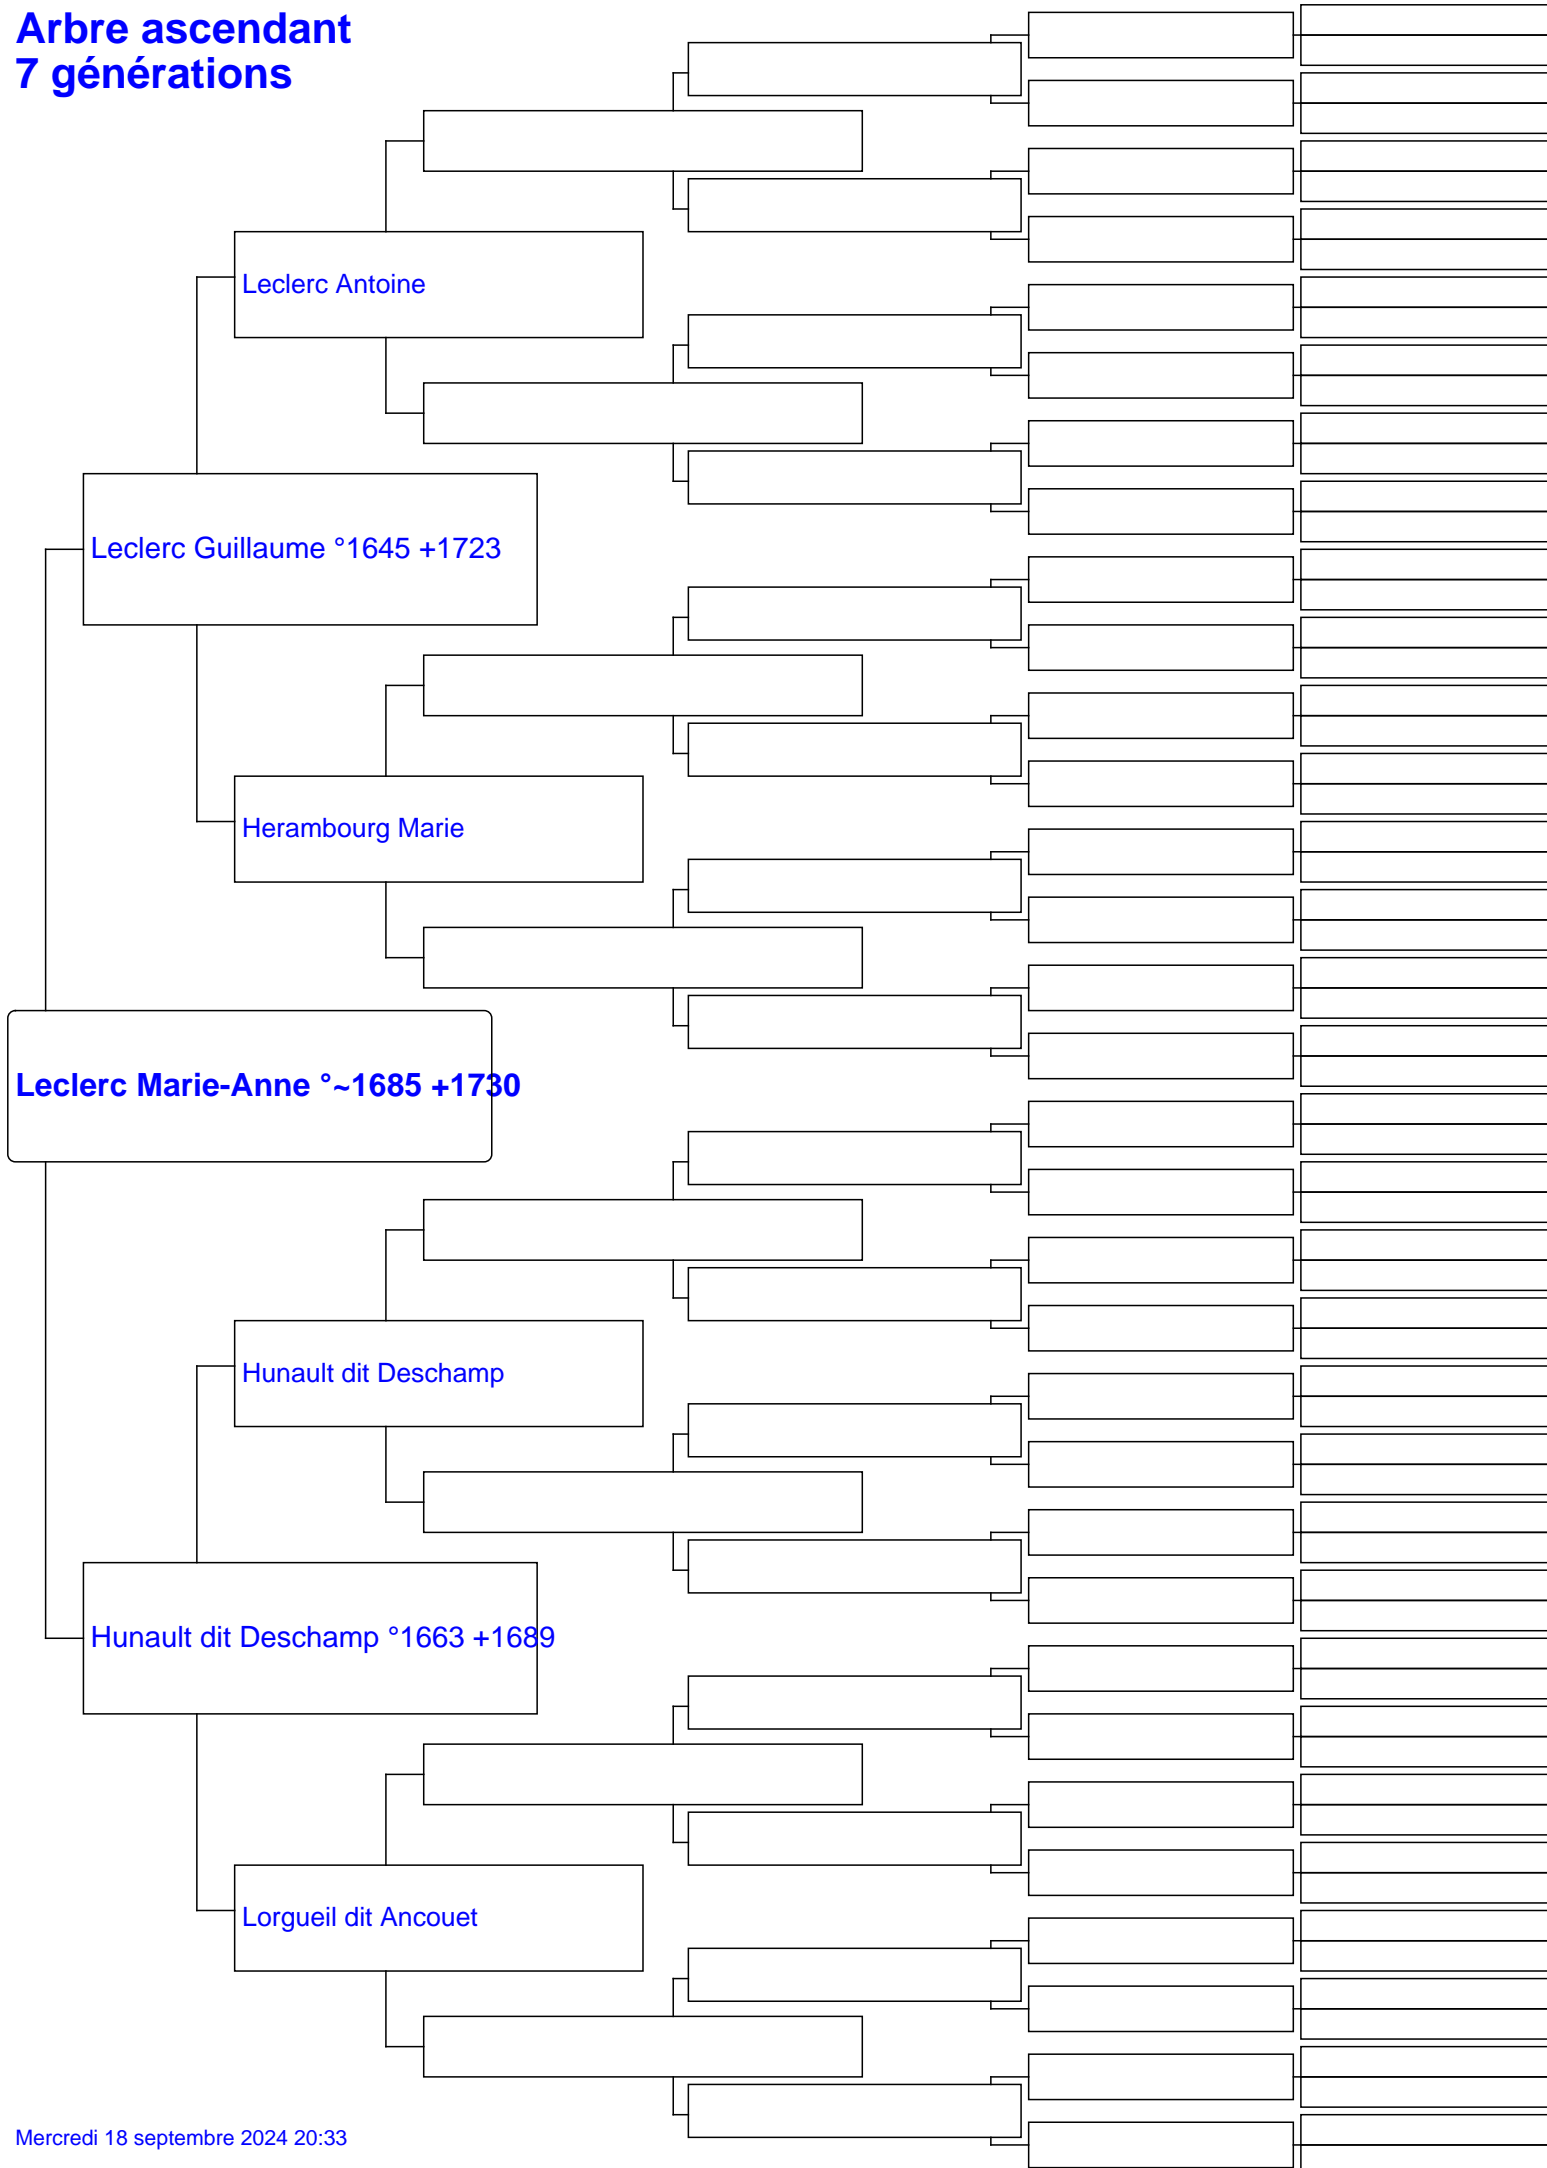 Arbre ascendant
7 générations
Leclerc Antoine
Leclerc Guillaume °1645 +1723
Herambourg Marie
Leclerc Marie-Anne °~1685 +1730
Hunault dit Deschamp
Hunault dit Deschamp °1663 +1689
Lorgueil dit Ancouet
Mercredi 18 septembre 2024 20:33